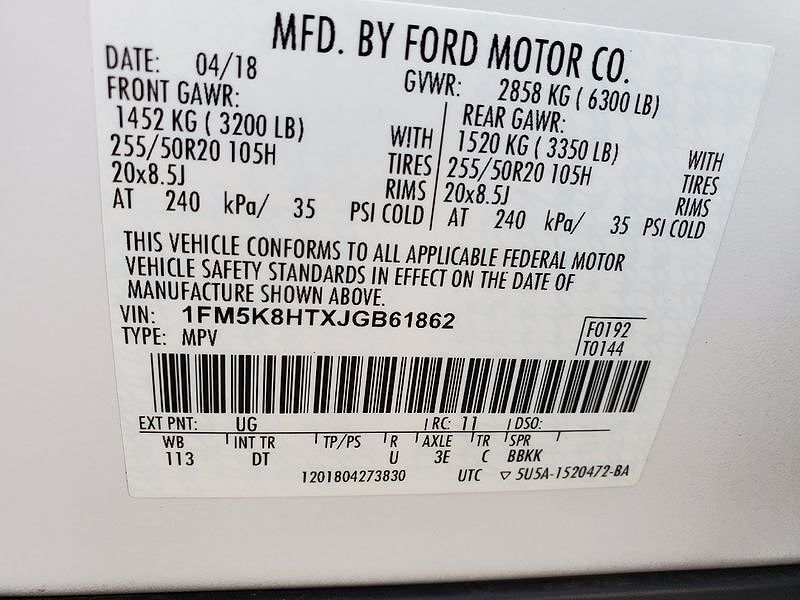 MFD. BY FORD MOTOR CO.
DATE: 04/18 GVWR: 2858 KG ( 6300 LB)
FRONT GAWR: REAR GAWR:
1452 KG ( 3200 LB) WITH 1520 KG ( 3350 LB) WITH
255/50R20 105H TIRES 255/50R20 105H TIRES
20x8.5J RIMS 20x8.5J RIMS
AT 240 kPa/ 35 PSI COLD AT 240 kPa/ 35 PSI COLD
THIS VEHICLE CONFORMS TO ALL APPLICABLE FEDERAL MOTOR
VEHICLE SAFETY STANDARDS IN EFFECT ON THE DATE OF
MANUFACTURE SHOWN ABOVE.
VIN: 1FM5K8HTXJGB61862
TYPE: MPV
F0192
T0144
EXT PNT: UG RC: 11 DSO:
WB INT TR TP/PS R AXLE TR SPR
113 DT U 3E C BBKK
1201804273830 UTC ▽ 5U5A-1520472-BA